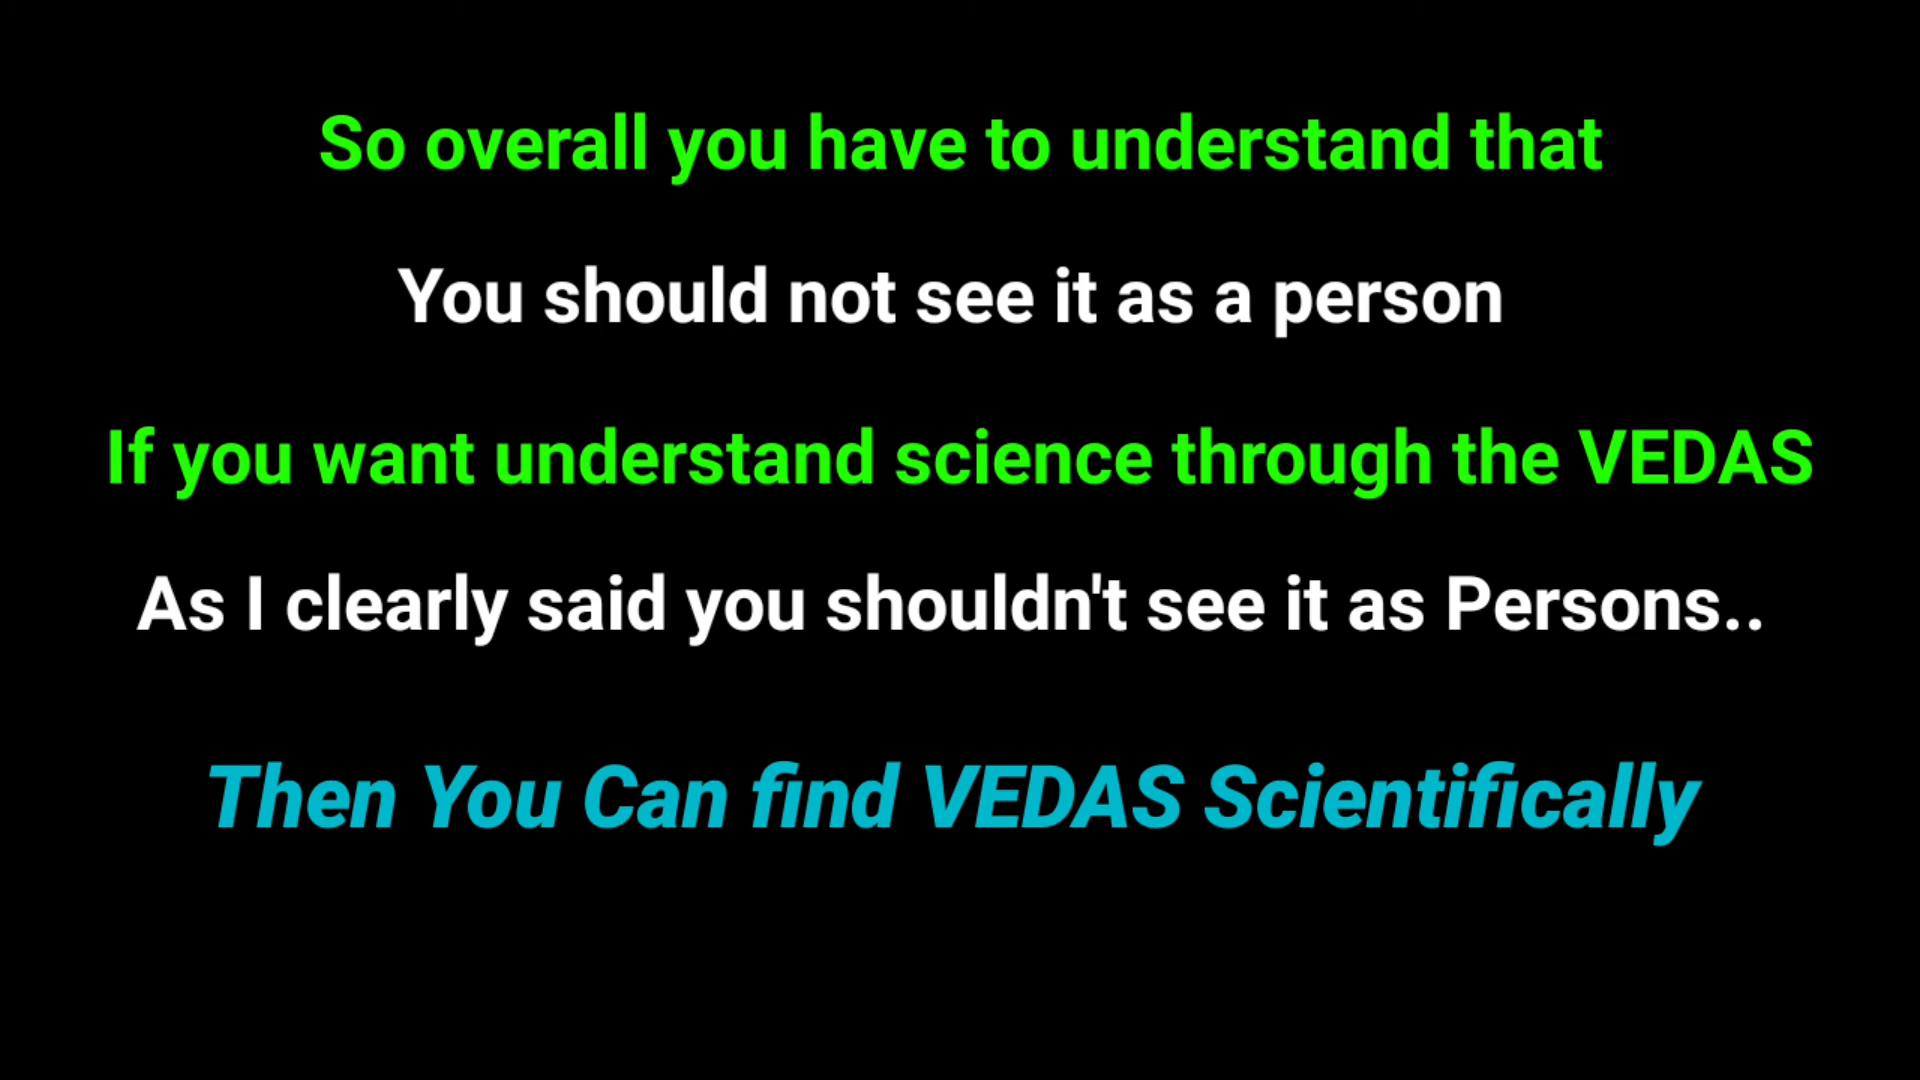 So overall you have to understand that
You should not see it as a person
If you want understand science through the VEDAS
As I clearly said you shouldn't see it as Persons..
Then You Can find VEDAS Scientifically